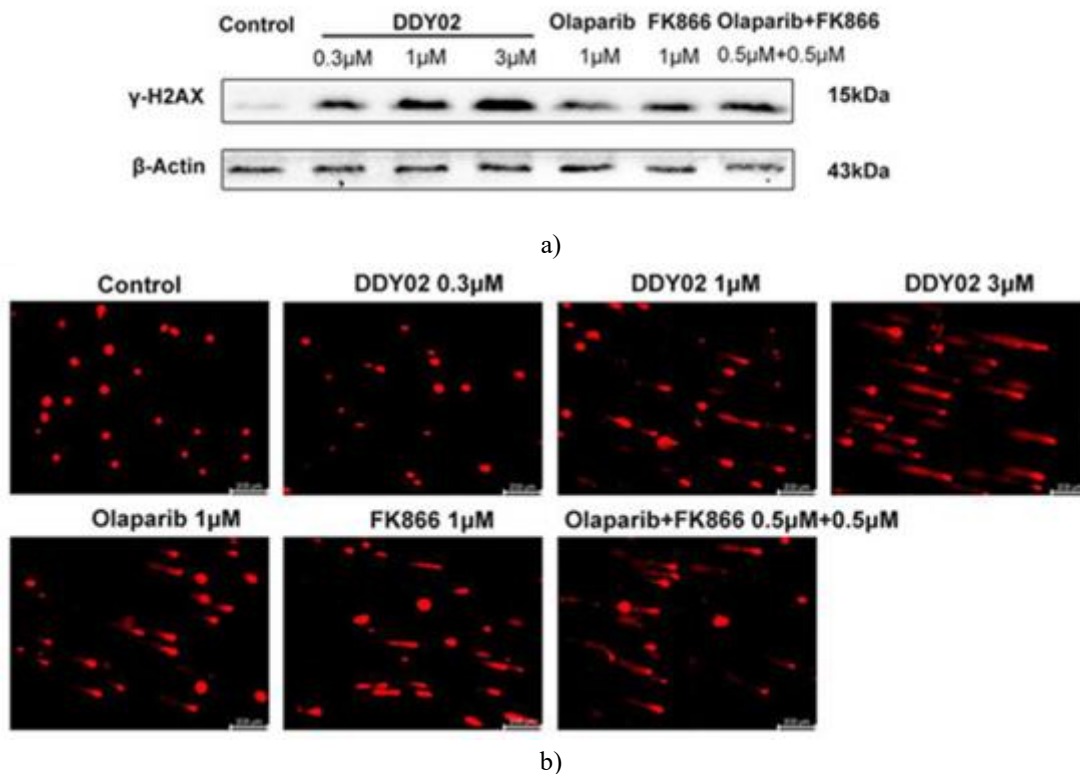 Control DDY02 Olaparib FK866 Olaparib+FK866
0.3μM 1μM 3μM 1μM 1μM 0.5μM+0.5μM
γ-H2AX 15kDa
β-Actin 43kDa
a)
Control DDY02 0.3μM DDY02 1μM DDY02 3μM
Olaparib 1μM FK866 1μM Olaparib+FK866 0.5μM+0.5μM
b)